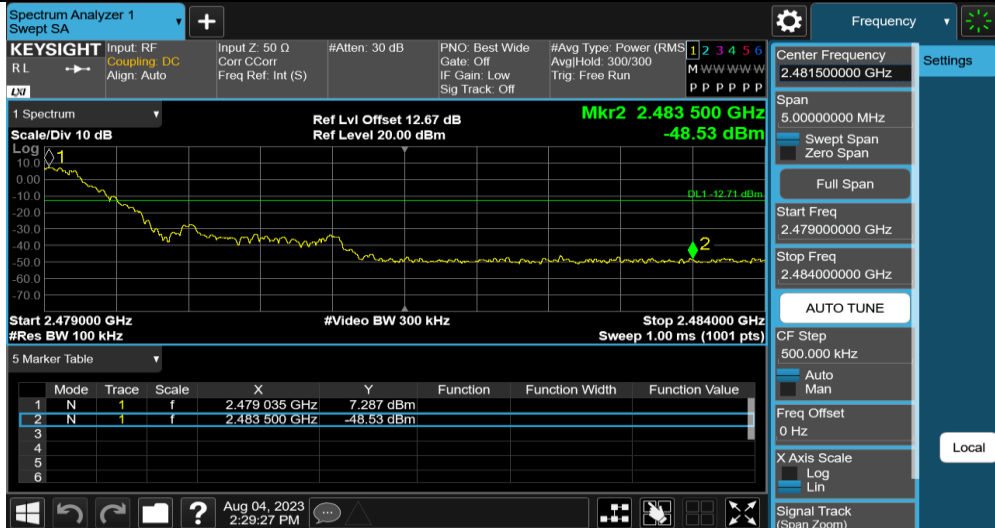 Spectrum Analyzer 1
Swept SA
+
Frequency
KEYSIGHT
RL
LXI
Input: RF
Coupling: DC
Align: Auto
Input Z: 50 Ω
Corr CCorr
Freq Ref: Int (S)
#Atten: 30 dB
PNO: Best Wide
Gate: Off
IF Gain: Low
Sig Track: Off
#Avg Type: Power (RMS
Avg|Hold: 300/300
Trig: Free Run
1 2 3 4 5 6
M W W W W W
P P P P P P
1 Spectrum
Scale/Div 10 dB
Ref Lvl Offset 12.67 dB
Ref Level 20.00 dBm
Mkr2 2.483 500 GHz
-48.53 dBm
Log
10.0
0.00
-10.0
-20.0
-30.0
-40.0
-50.0
-60.0
-70.0
1
DL1 -12.71 dBm
2
Start 2.479000 GHz
#Video BW 300 kHz
Stop 2.484000 GHz
#Res BW 100 kHz
Sweep 1.00 ms (1001 pts)
5 Marker Table
Mode Trace Scale X Y Function Function Width Function Value
1 N 1 f 2.479 035 GHz 7.287 dBm
2 N 1 f 2.483 500 GHz -48.53 dBm
3
4
5
6
?
Aug 04, 2023
2:29:27 PM
Center Frequency
2.481500000 GHz
Span
5.00000000 MHz
Swept Span
Zero Span
Full Span
Start Freq
2.479000000 GHz
Stop Freq
2.484000000 GHz
AUTO TUNE
CF Step
500.000 kHz
Auto
Man
Freq Offset
0 Hz
X Axis Scale
Log
Lin
Signal Track
(Span Zoom)
Settings
Local